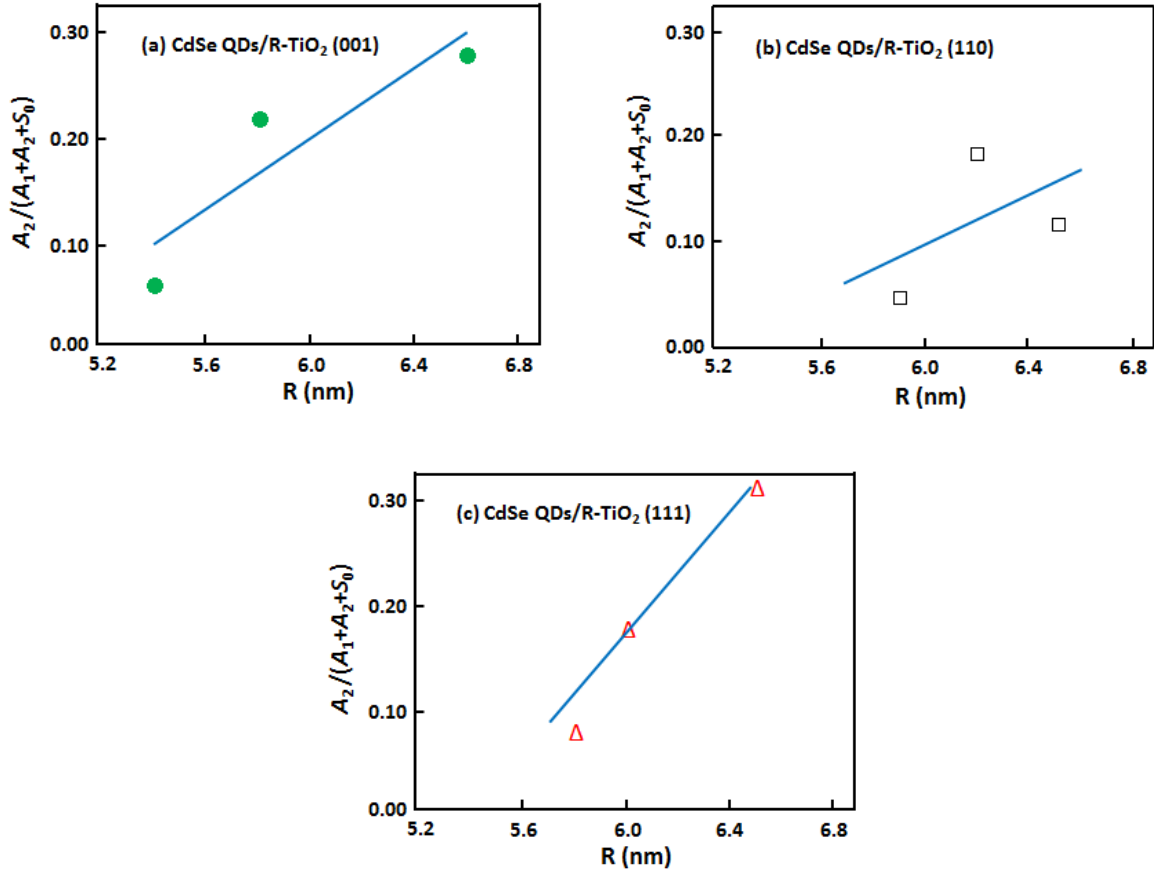 (a) CdSe QDs/R-TiO₂ (001)
A₂/(A₁+A₂+S₀)
0.30
0.20
0.10
0.00
5.2 5.6 6.0 6.4 6.8
R (nm)
(b) CdSe QDs/R-TiO₂ (110)
A₂/(A₁+A₂+S₀)
0.30
0.20
0.10
0.00
5.2 5.6 6.0 6.4 6.8
R (nm)
(c) CdSe QDs/R-TiO₂ (111)
A₂/(A₁+A₂+S₀)
0.30
0.20
0.10
0.00
5.2 5.6 6.0 6.4 6.8
R (nm)